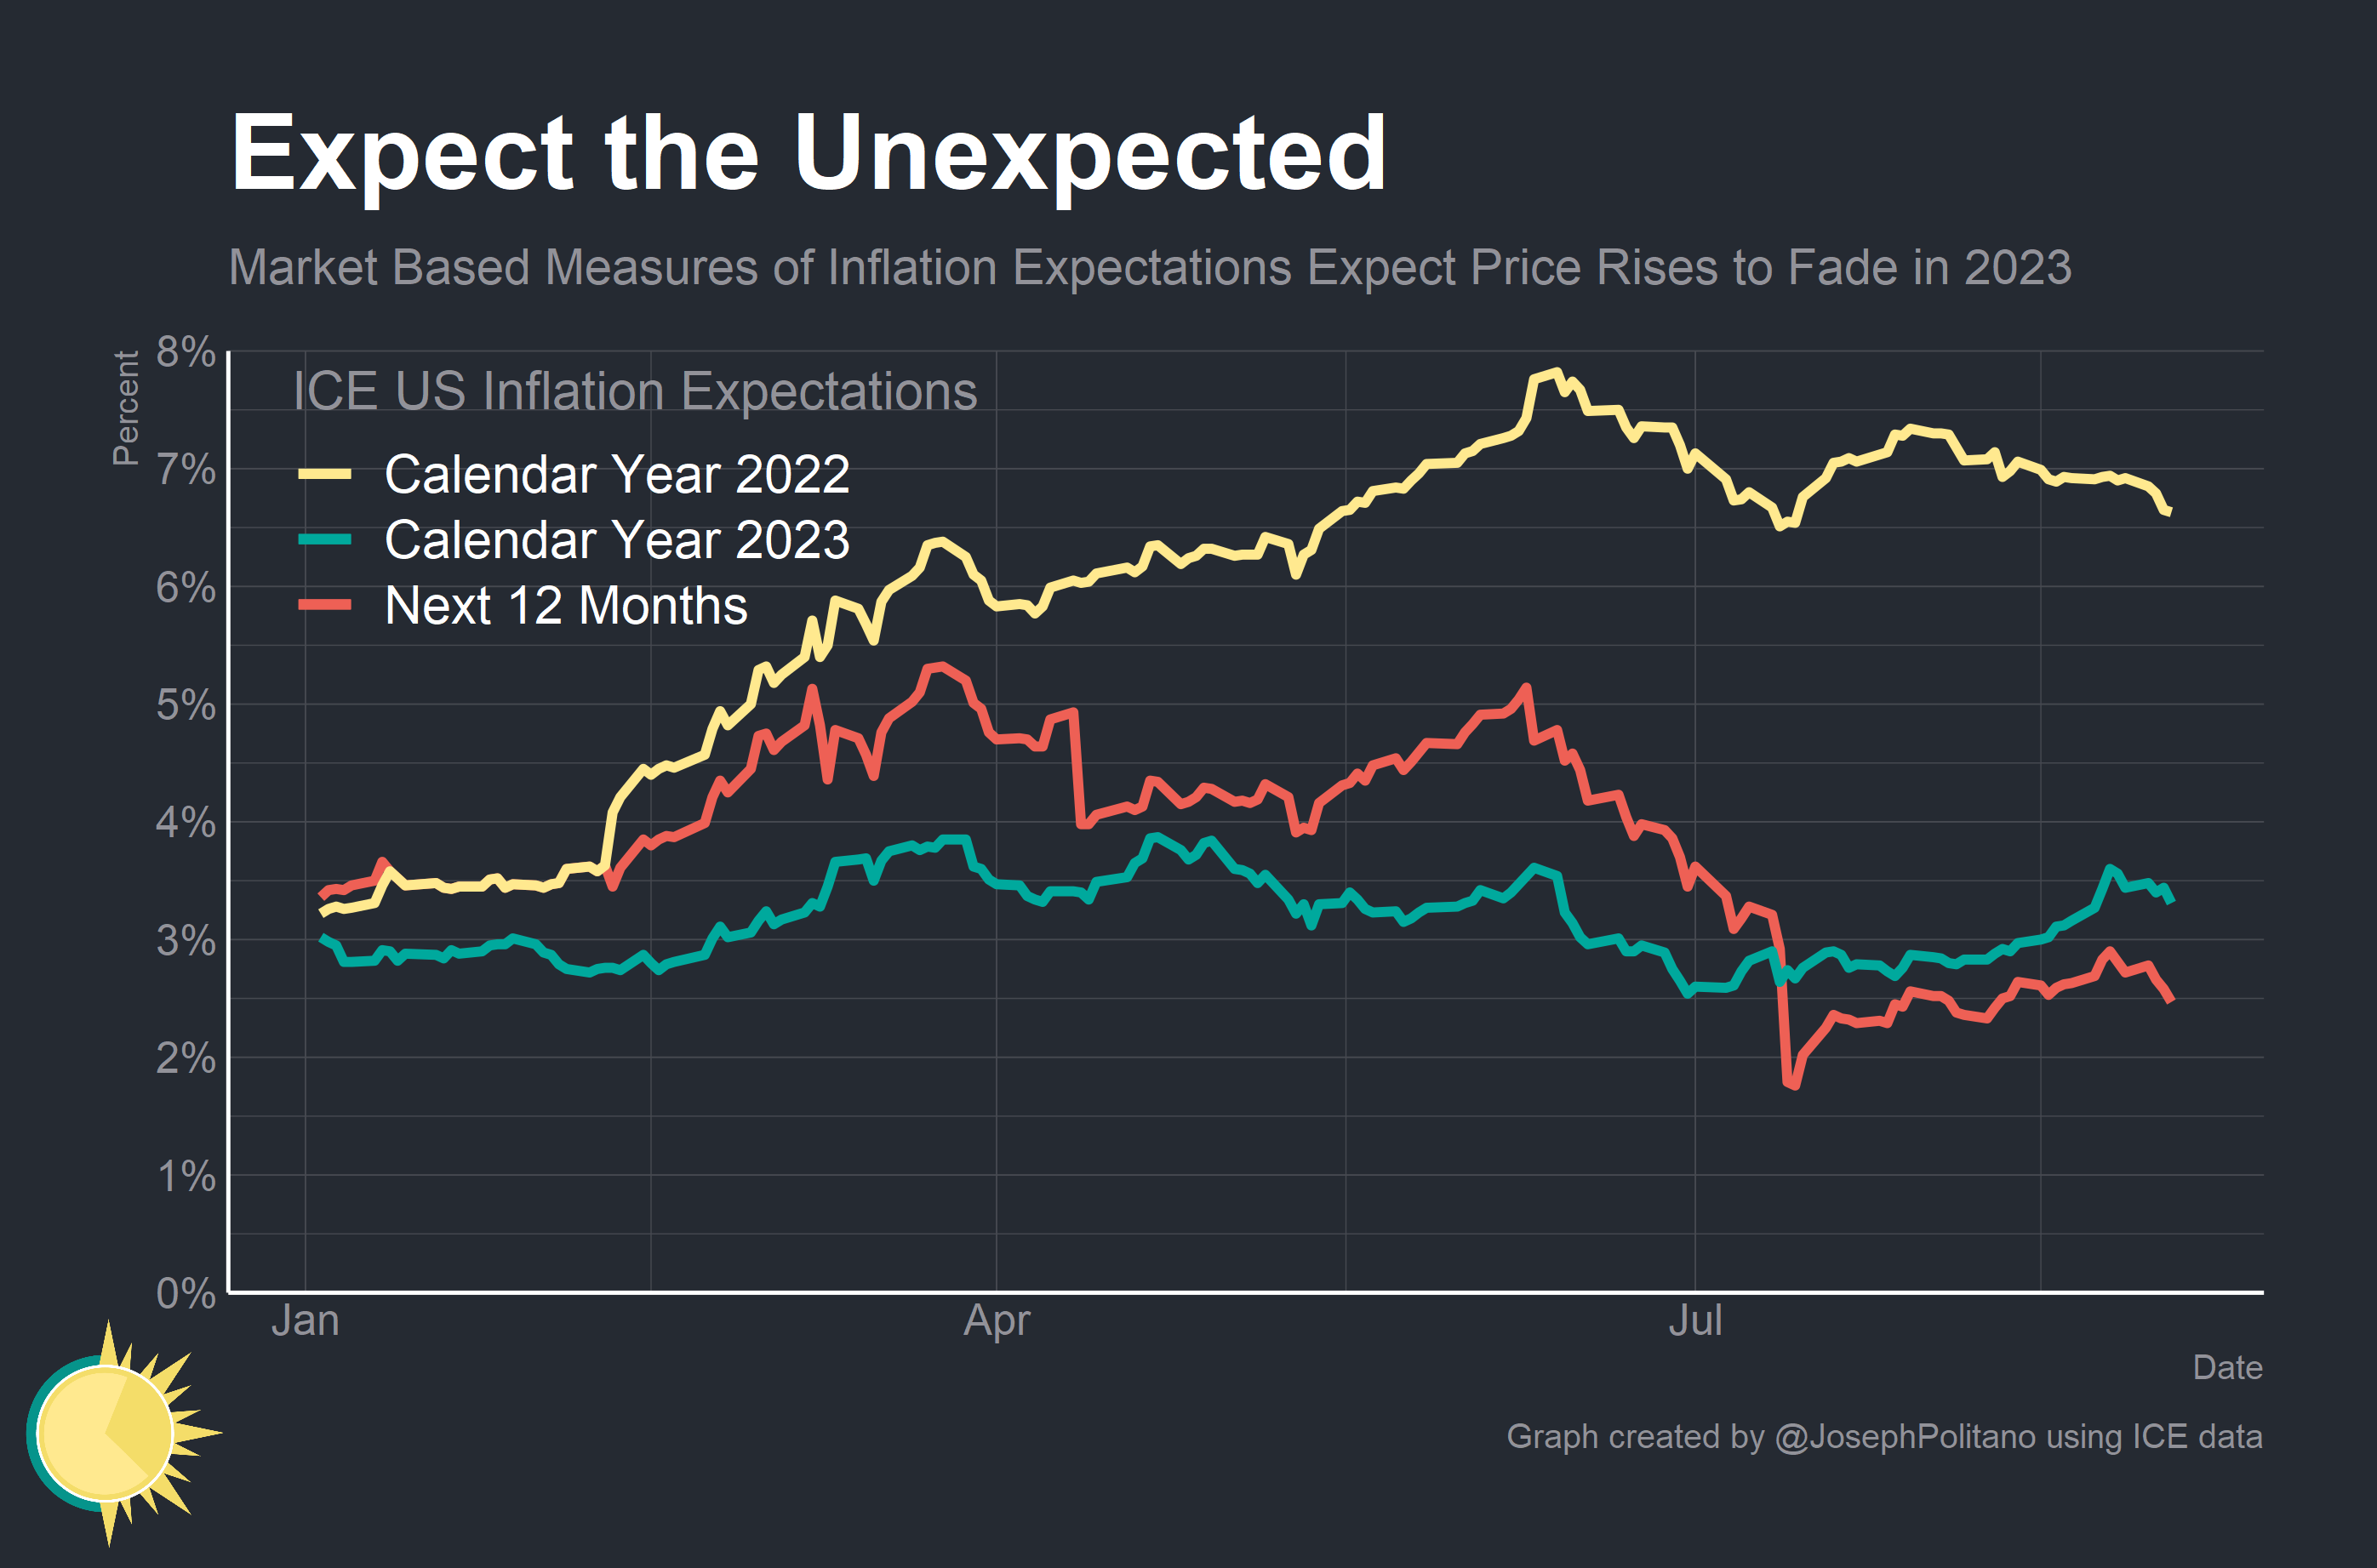 Expect the Unexpected
Market Based Measures of Inflation Expectations Expect Price Rises to Fade in 2023
Percent
8%
7%
6%
5%
4%
3%
2%
1%
0%
ICE US Inflation Expectations
Calendar Year 2022
Calendar Year 2023
Next 12 Months
Jan Apr Jul
Date
Graph created by @JosephPolitano using ICE data